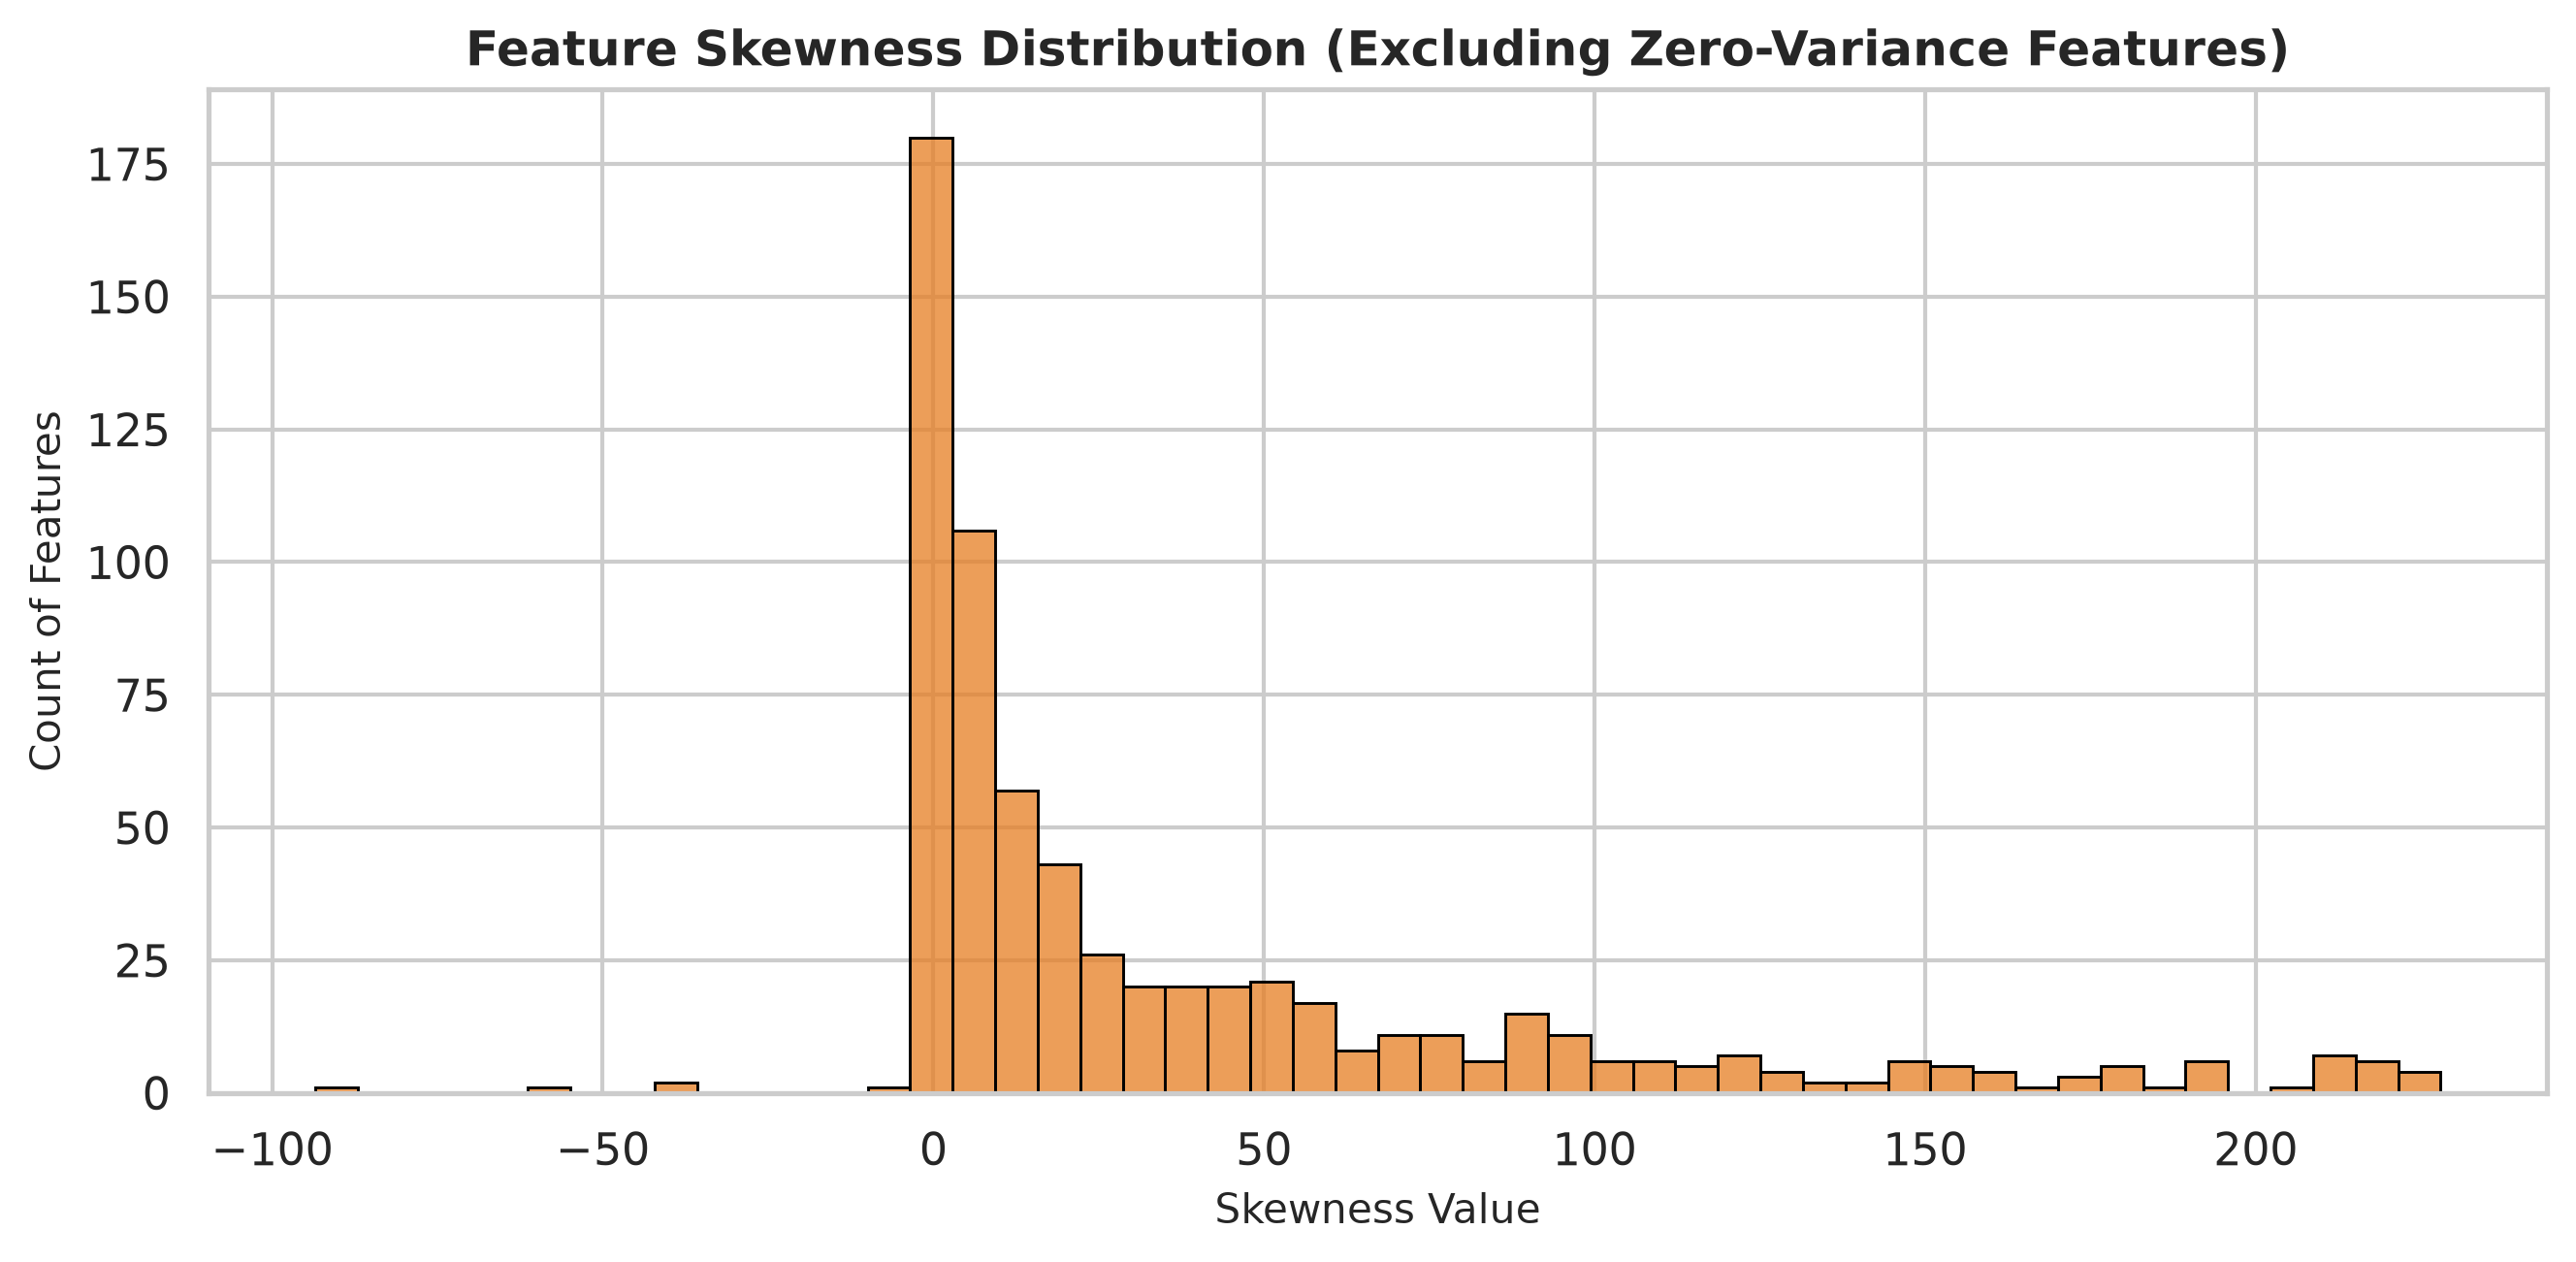 Feature Skewness Distribution (Excluding Zero-Variance Features)
175
150
125
100
75
50
25
0
Count of Features
−100 −50 0 50 100 150 200
Skewness Value